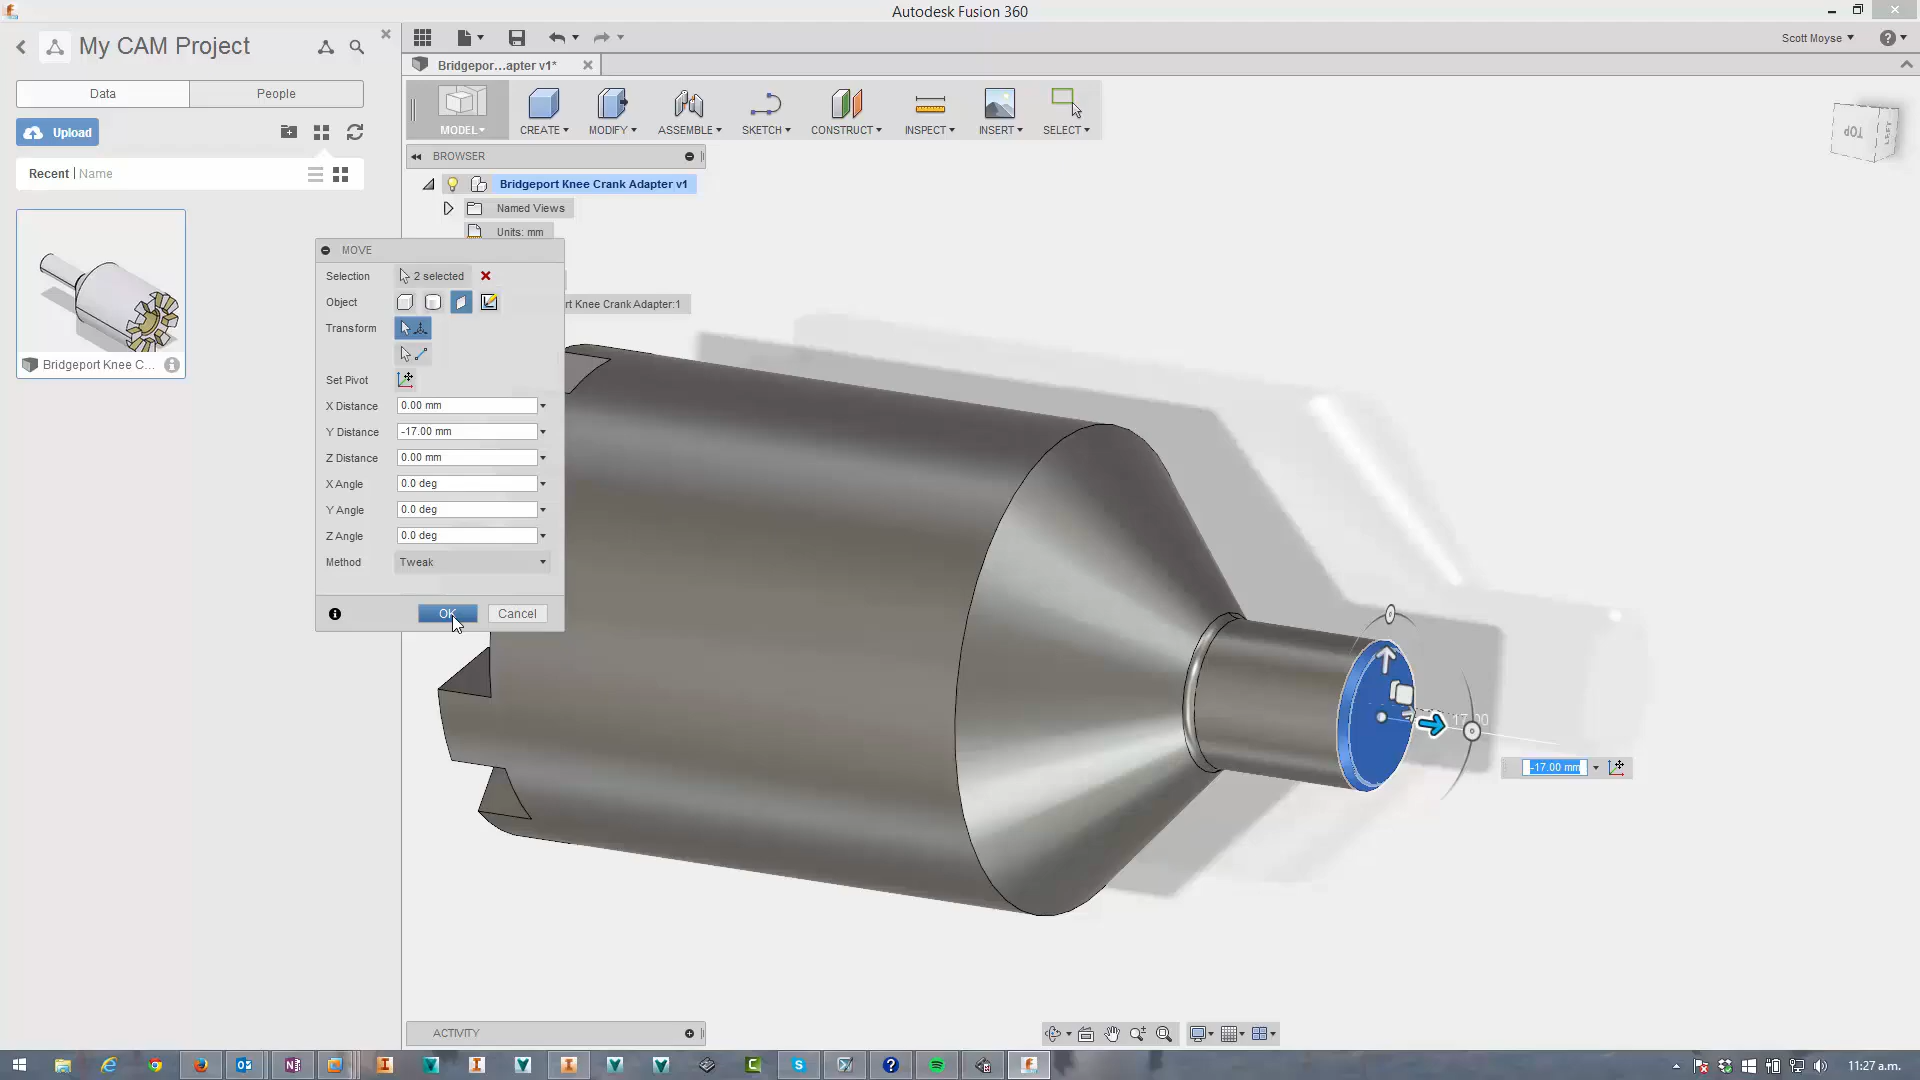 Autodesk Fusion 360
My CAM Project
Scott Moyse
Bridgepor...apter v1*
Data
People
MODEL
CREATE
MODIFY
ASSEMBLE
SKETCH
CONSTRUCT
INSPECT
INSERT
SELECT
TOP
LEFT
Upload
BROWSER
Recent
Name
Bridgeport Knee Crank Adapter v1
Named Views
Units: mm
MOVE
Selection
2 selected
Object
rt Knee Crank Adapter:1
Transform
Bridgeport Knee C...
Set Pivot
X Distance
0.00 mm
Y Distance
-17.00 mm
Z Distance
0.00 mm
X Angle
0.0 deg
Y Angle
0.0 deg
Z Angle
0.0 deg
Method
Tweak
OK
Cancel
17.00
-17.00 mm
ACTIVITY
11:27 a.m.